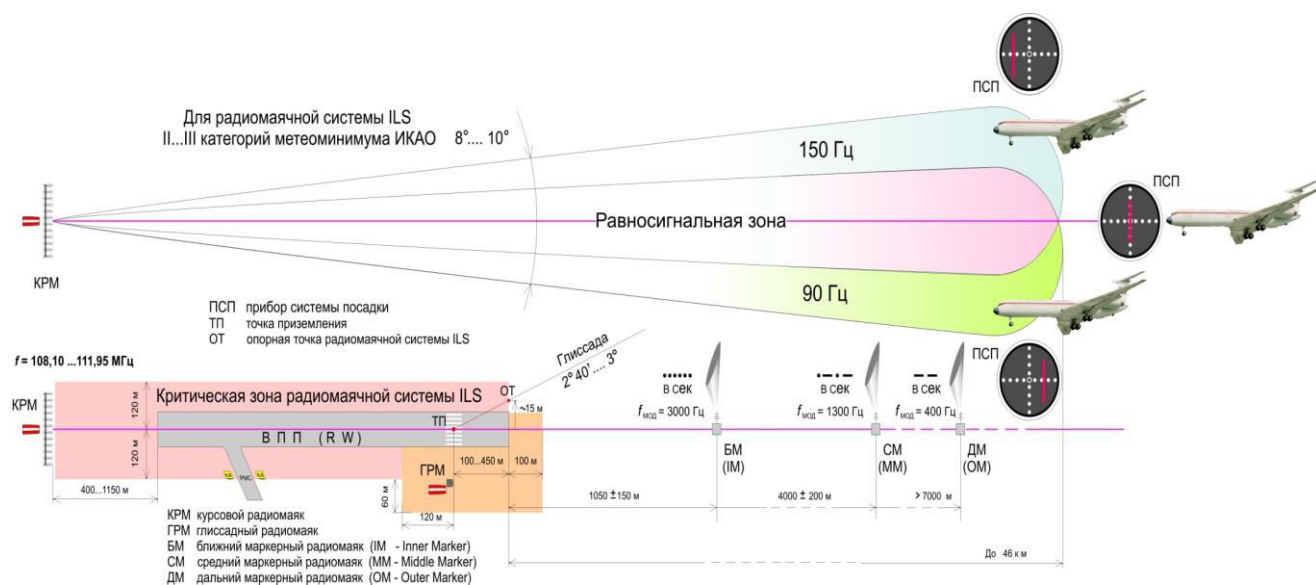 ПСП
Для радиомаячной системы ILS
II...III категорий метеоминимума ИКАО
8°.... 10°
150 Гц
ПСП
Равносигнальная зона
КРМ
90 Гц
ПСП прибор системы посадки
ТП точка приземления
ОТ опорная точка радиомаячной системы ILS
ПСП
f = 108,10 ...111,95 МГц
Глиссада
2° 40'.... 3°
в сек
в сек
в сек
fмод = 3000 Гц
fмод = 1300 Гц
fмод = 400 Гц
КРМ
120 м
Критическая зона радиомаячной системы ILS
ОТ
~15 м
ТП
В П П ( R W )
120 м
БМ
(IM)
СМ
(MM)
ДМ
(OM)
ГРМ
100...450 м
100 м
400...1150 м
60 м
120 м
1050 ± 150 м
4000 ± 200 м
> 7000 м
КРМ курсовой радиомаяк
ГРМ глиссадный радиомаяк
БМ ближний маркерный радиомаяк (IM - Inner Marker)
СМ средний маркерный радиомаяк (MM - Middle Marker)
ДМ дальний маркерный радиомаяк (OM - Outer Marker)
До 46 км